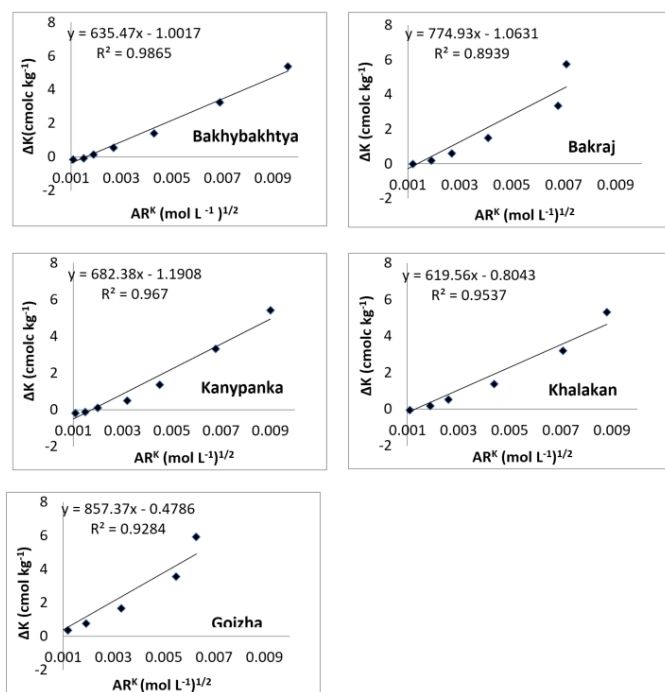 y = 635.47x - 1.0017
R² = 0.9865
ΔK(cmolc kg⁻¹)
8
6
4
2
0
-2
0.001 0.003 0.005 0.007 0.009
Bakhybakhtya
ARᴷ (mol L⁻¹ )¹/²
y = 774.93x - 1.0631
R² = 0.8939
ΔK (cmolc kg⁻¹)
8
6
4
2
0
-2
0.001 0.003 0.005 0.007 0.009
Bakraj
ARᴷ (mol L⁻¹)¹/²
y = 682.38x - 1.1908
R² = 0.967
ΔK (cmolc kg⁻¹)
8
6
4
2
0
-2
0.001 0.003 0.005 0.007 0.009
Kanypanka
ARᴷ (mol L⁻¹)¹/²
y = 619.56x - 0.8043
R² = 0.9537
ΔK (cmolc kg⁻¹)
8
6
4
2
0
-2
0.001 0.003 0.005 0.007 0.009
Khalakan
ARᴷ (mol L⁻¹)¹/²
y = 857.37x - 0.4786
R² = 0.9284
ΔK (cmol kg⁻¹)
8
6
4
2
0
-2
0.001 0.003 0.005 0.007 0.009
Goizha
ARᴷ (mol L⁻¹)¹/²